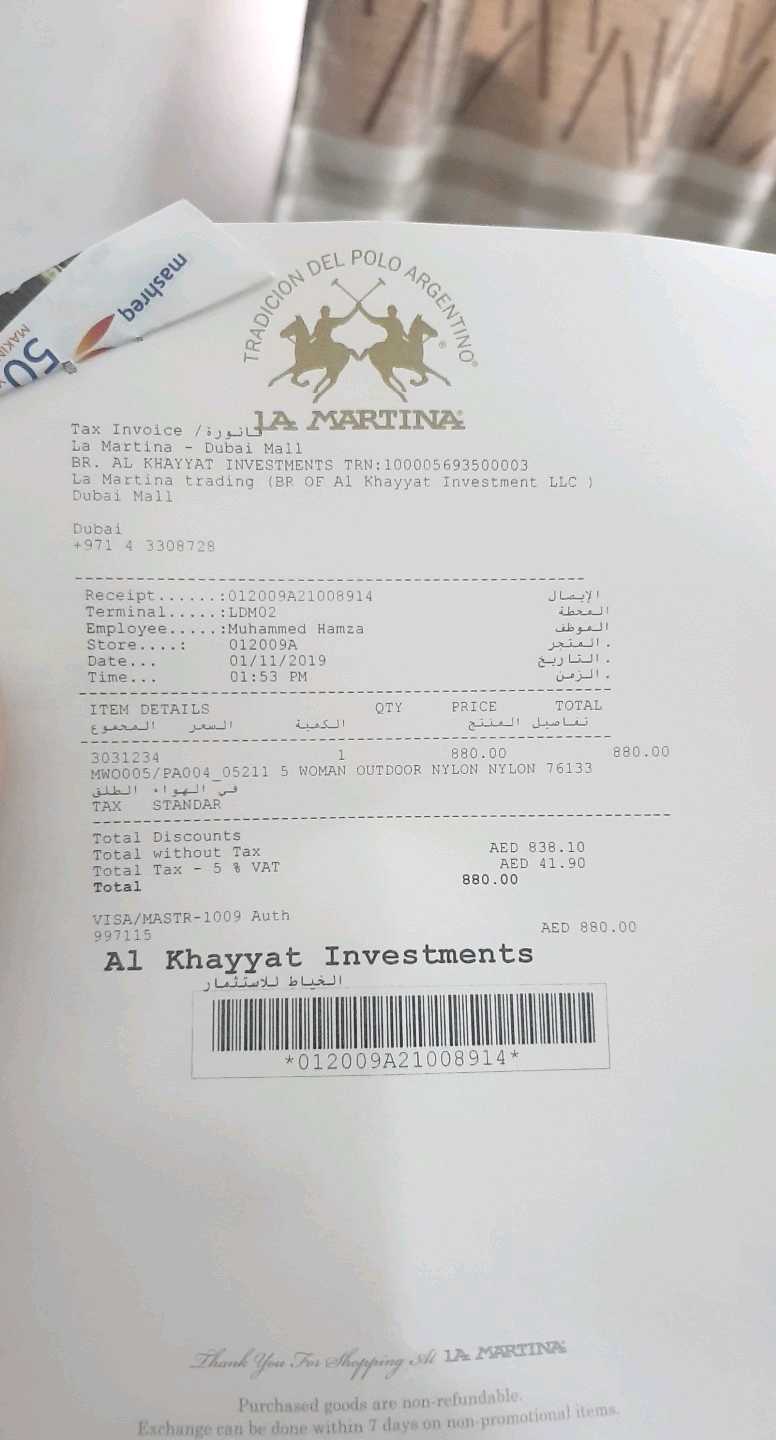 mashreq
50
MAKIN
TRADICION DEL POLO ARGENTINO
LA MARTINA
Tax Invoice / فاتورة
La Martina - Dubai Mall
BR. AL KHAYYAT INVESTMENTS TRN:100005693500003
La Martina trading (BR OF Al Khayyat Investment LLC )
Dubai Mall
Dubai
+971 4 3308728
Receipt......:012009A21008914 الإيصال
Terminal.....:LDM02 المحطة
Employee.....:Muhammed Hamza الموظف
Store....: 012009A المتجر.
Date... 01/11/2019 التاريخ.
Time... 01:53 PM الزمن.
ITEM DETAILS QTY PRICE TOTAL
تفاصيل المنتج الكمية السعر المجموع
3031234 1 880.00 880.00
MWO005/PA004_05211 5 WOMAN OUTDOOR NYLON NYLON 76133
في الهواء الطلق
TAX STANDAR
Total Discounts
Total without Tax AED 838.10
Total Tax - 5 % VAT AED 41.90
Total 880.00
VISA/MASTR-1009 Auth AED 880.00
997115
Al Khayyat Investments
الخياط للاستثمار
*012009A21008914*
Thank You For Shopping At LA MARTINA
Purchased goods are non-refundable.
Exchange can be done within 7 days on non-promotional items.